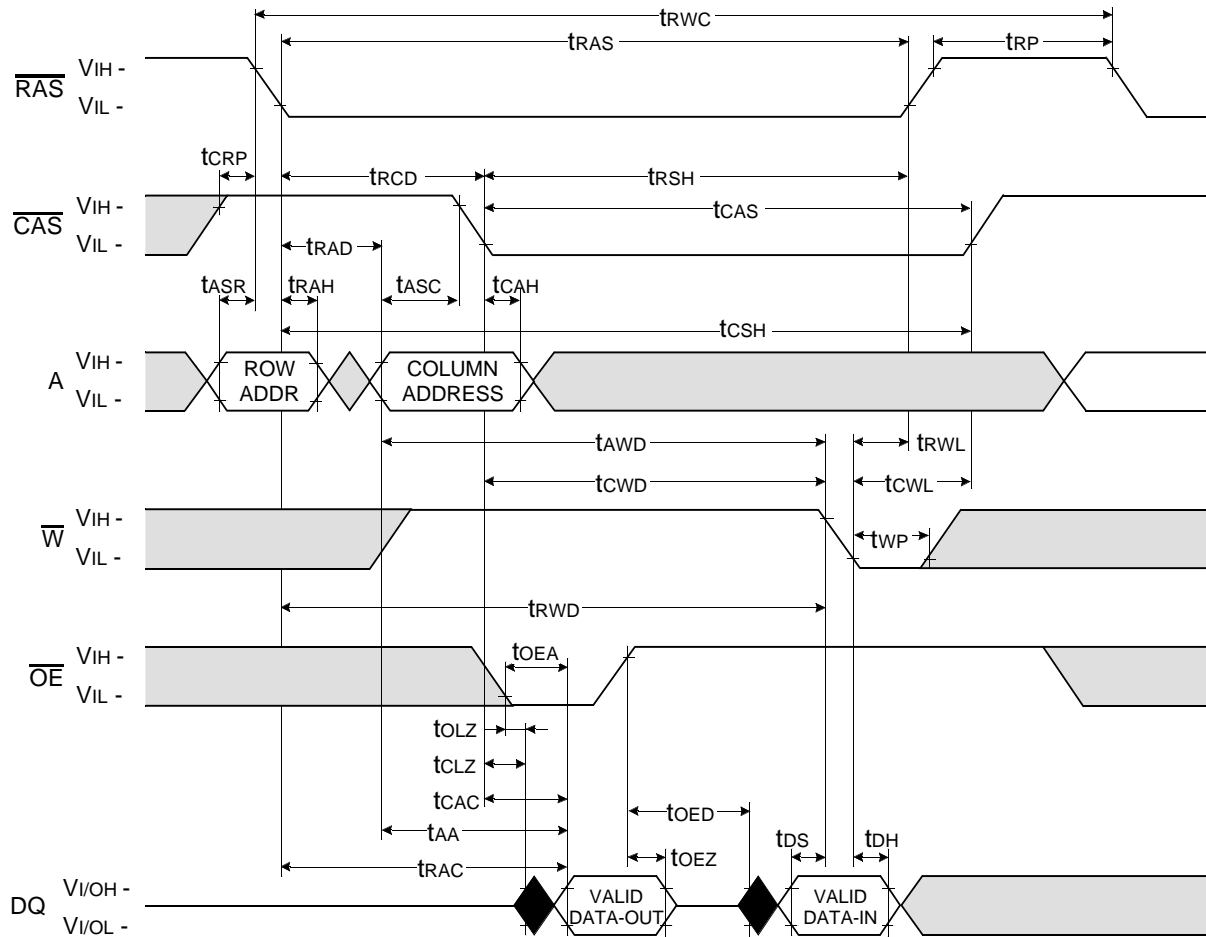 tRWC
tRAS
tRP
RAS
VIH -
VIL -
tCRP
tRCD
tRSH
CAS
VIH -
VIL -
tCAS
tRAD
tASR
tRAH
tASC
tCAH
tCSH
A
VIH -
VIL -
ROW
ADDR
COLUMN
ADDRESS
tAWD
tRWL
tCWD
tCWL
W
VIH -
VIL -
tWP
tRWD
OE
VIH -
VIL -
tOEA
tOLZ
tCLZ
tCAC
tOED
tAA
tDS
tDH
tOEZ
tRAC
DQ
VI/OH -
VI/OL -
VALID
DATA-OUT
VALID
DATA-IN